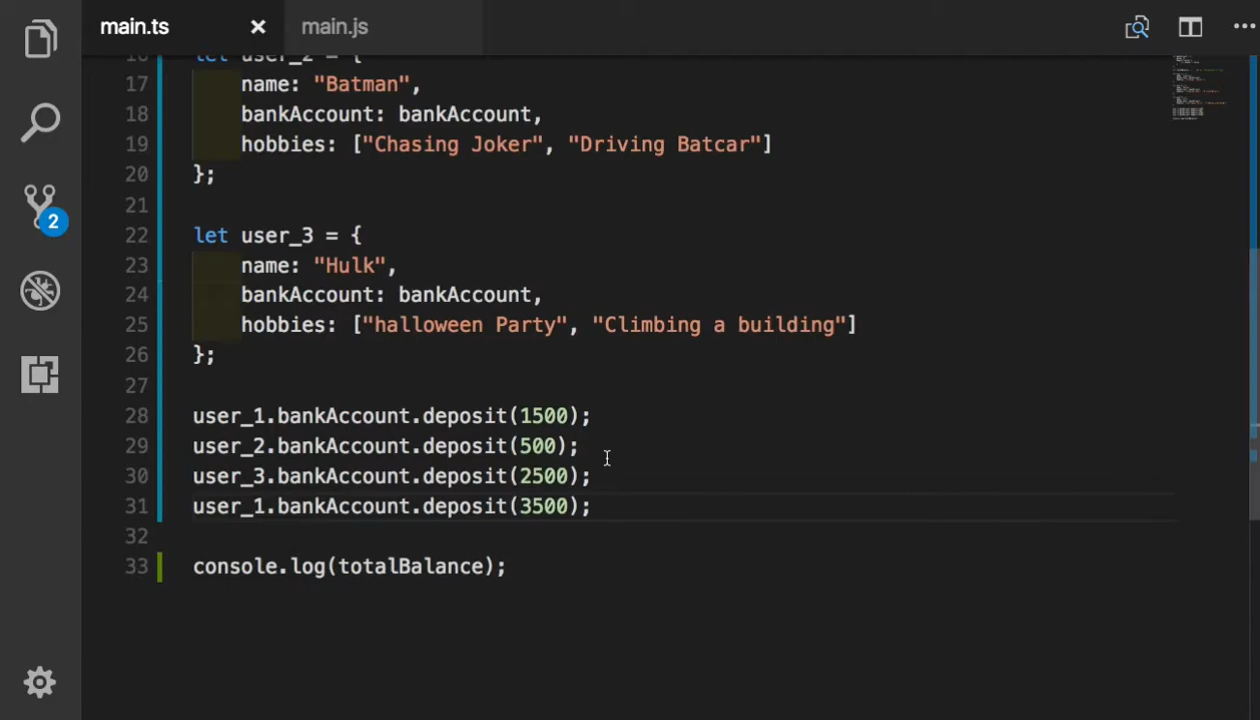 main.ts main.js
16 let user_2 = {
17 name: "Batman",
18 bankAccount: bankAccount,
19 hobbies: ["Chasing Joker", "Driving Batcar"]
20 };
21
22 let user_3 = {
23 name: "Hulk",
24 bankAccount: bankAccount,
25 hobbies: ["halloween Party", "Climbing a building"]
26 };
27
28 user_1.bankAccount.deposit(1500);
29 user_2.bankAccount.deposit(500);
30 user_3.bankAccount.deposit(2500);
31 user_1.bankAccount.deposit(3500);
32
33 console.log(totalBalance);
2